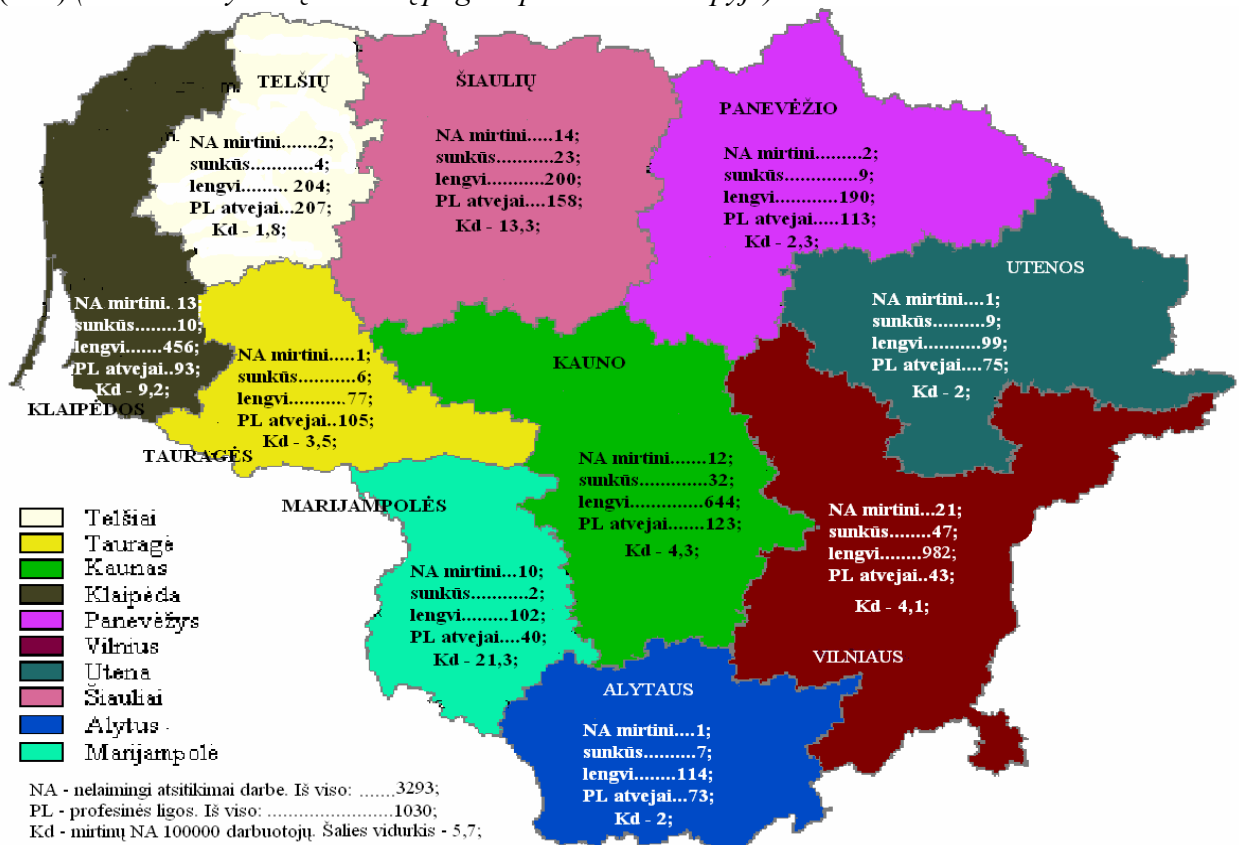 TELŠIŲ
NA mirtini.......2;
sunkūs...........4;
lengvi......... 204;
PL atvejai...207;
Kd - 1,8;
ŠIAULIŲ
NA mirtini.....14;
sunkūs..........23;
lengvi..........200;
PL atvejai.....158;
Kd - 13,3;
PANEVĖŽIO
NA mirtini.........2;
sunkūs..............9;
lengvi............190;
PL atvejai.....113;
Kd - 2,3;
UTENOS
NA mirtini....1;
sunkūs..........9;
lengvi..........99;
PL atvejai....75;
Kd - 2;
NA mirtini. 13;
sunkūs........10;
lengvi.......456;
PL atvejai..93;
Kd - 9,2;
KLAIPĖDOS
NA mirtini.....1;
sunkūs...........6;
lengvi...........77;
PL atvejai..105;
Kd - 3,5;
TAURAGĖS
KAUNO
NA mirtini.......12;
sunkūs............32;
lengvi.............644;
PL atvejai.......123;
Kd - 4,3;
MARIJAMPOLĖS
NA mirtini...10;
sunkūs...........2;
lengvi.........102;
PL atvejai....40;
Kd - 21,3;
NA mirtini...21;
sunkūs........47;
lengvi........982;
PL atvejai..43;
Kd - 4,1;
VILNIAUS
ALYTAUS
NA mirtini....1;
sunkūs..........7;
lengvi........114;
PL atvejai...73;
Kd - 2;
Telšiai
Tauragė
Kaunas
Klaipėda
Panevėžys
Vilnius
Utena
Šiauliai
Alytus
Marijampolė
NA - nelaimingi atsitikimai darbe. Iš viso: ......3293;
PL - profesinės ligos. Iš viso: .......................1030;
Kd - mirtinų NA 100000 darbuotojų. Šalies vidurkis - 5,7;